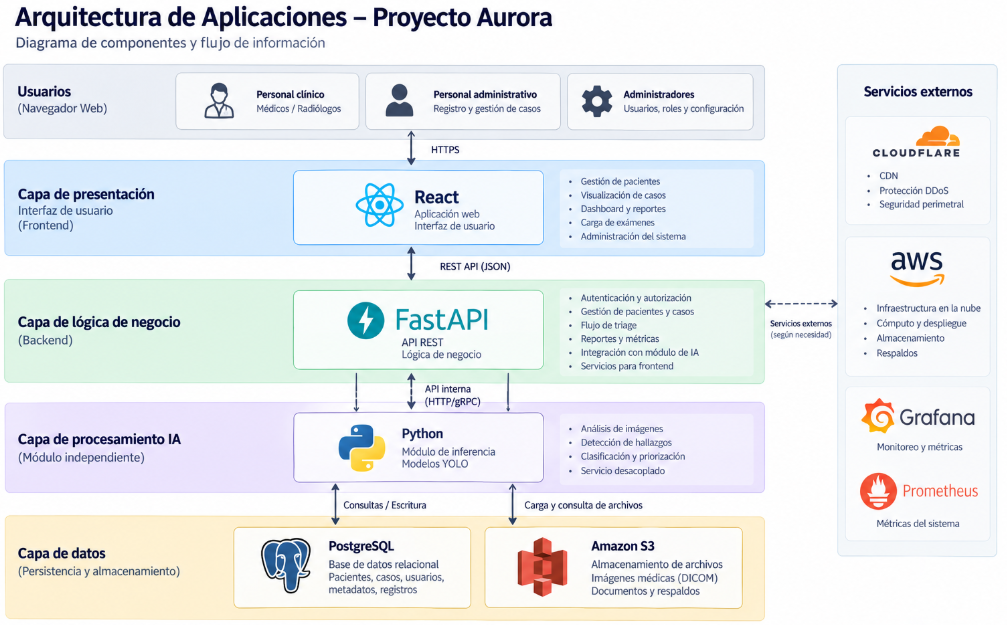 Arquitectura de Aplicaciones – Proyecto Aurora
Diagrama de componentes y flujo de información
Usuarios
(Navegador Web)
Personal clínico
Médicos / Radiólogos
Personal administrativo
Registro y gestión de casos
Administradores
Usuarios, roles y configuración
HTTPS
Capa de presentación
Interfaz de usuario
(Frontend)
React
Aplicación web
Interfaz de usuario
• Gestión de pacientes
• Visualización de casos
• Dashboard y reportes
• Carga de exámenes
• Administración del sistema
REST API (JSON)
Capa de lógica de negocio
(Backend)
FastAPI
API REST
Lógica de negocio
• Autenticación y autorización
• Gestión de pacientes y casos
• Flujo de triage
• Reportes y métricas
• Integración con módulo de IA
• Servicios para frontend
API interna
(HTTP/gRPC)
Capa de procesamiento IA
(Módulo independiente)
Python
Módulo de inferencia
Modelos YOLO
• Análisis de imágenes
• Detección de hallazgos
• Clasificación y priorización
• Servicio desacoplado
Consultas / Escritura
Carga y consulta de archivos
Capa de datos
(Persistencia y almacenamiento)
PostgreSQL
Base de datos relacional
Pacientes, casos, usuarios,
metadatos, registros
Amazon S3
Almacenamiento de archivos
Imágenes médicas (DICOM)
Documentos y respaldos
Servicios externos
(según necesidad)
Servicios externos
CLOUDFLARE
• CDN
• Protección DDoS
• Seguridad perimetral
aws
• Infraestructura en la nube
• Cómputo y despliegue
• Almacenamiento
• Respaldos
Grafana
Monitoreo y métricas
Prometheus
Métricas del sistema